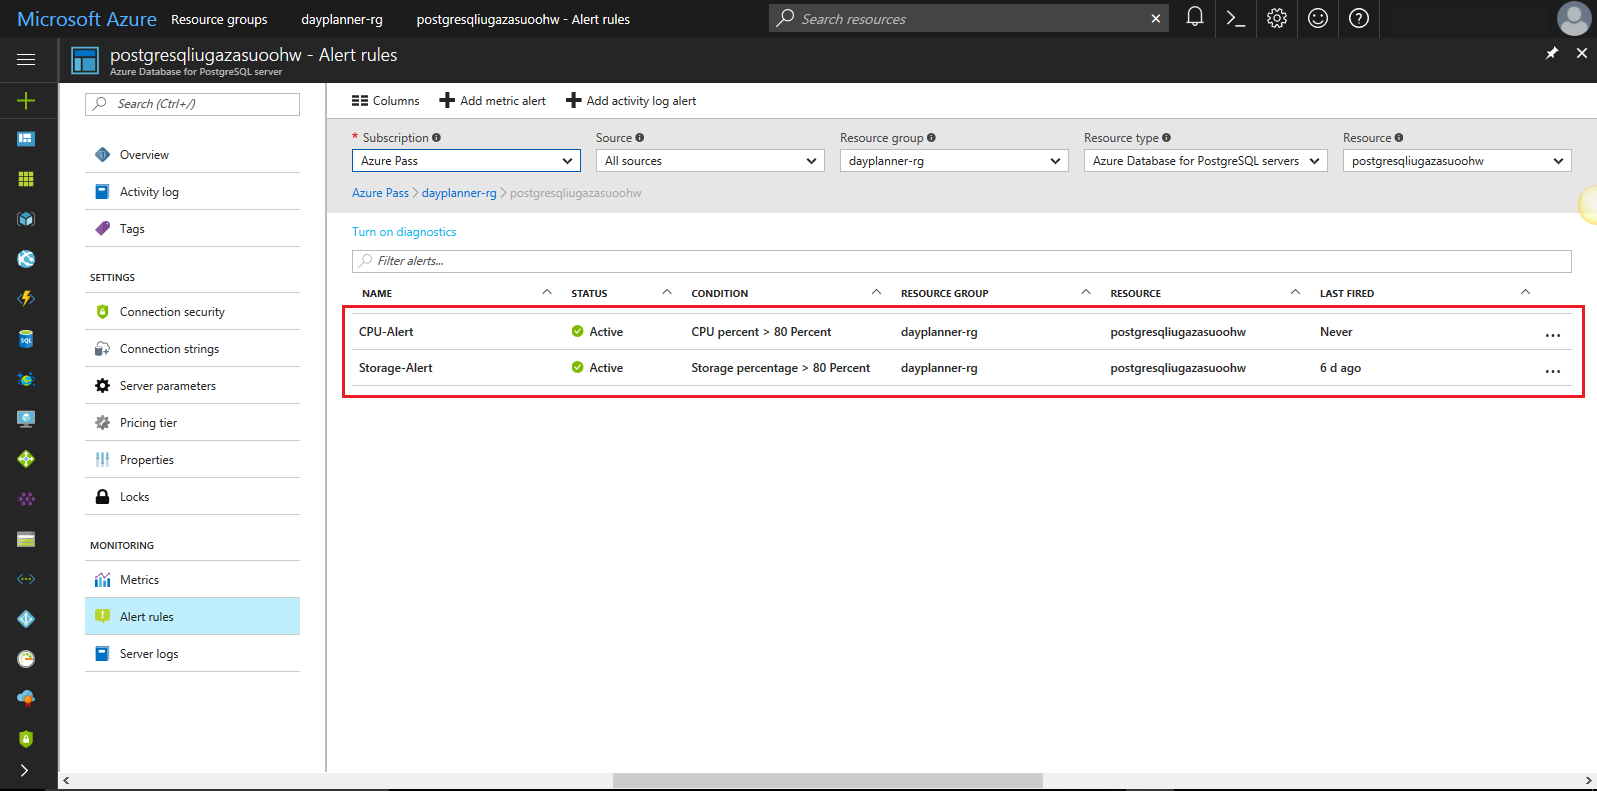 Microsoft Azure Resource groups dayplanner-rg postgresqliugazasuoohw - Alert rules Search resources
postgresqliugazasuoohw - Alert rules
Azure Database for PostgreSQL server
Search (Ctrl+/)
Overview
Activity log
Tags
SETTINGS
Connection security
Connection strings
Server parameters
Pricing tier
Properties
Locks
MONITORING
Metrics
Alert rules
Server logs
Columns Add metric alert Add activity log alert
* Subscription Source Resource group Resource type Resource
Azure Pass All sources dayplanner-rg Azure Database for PostgreSQL servers postgresqliugazasuoohw
Azure Pass > dayplanner-rg > postgresqliugazasuoohw
Turn on diagnostics
Filter alerts...
NAME STATUS CONDITION RESOURCE GROUP RESOURCE LAST FIRED
CPU-Alert Active CPU percent > 80 Percent dayplanner-rg postgresqliugazasuoohw Never ...
Storage-Alert Active Storage percentage > 80 Percent dayplanner-rg postgresqliugazasuoohw 6 d ago ...
SQL